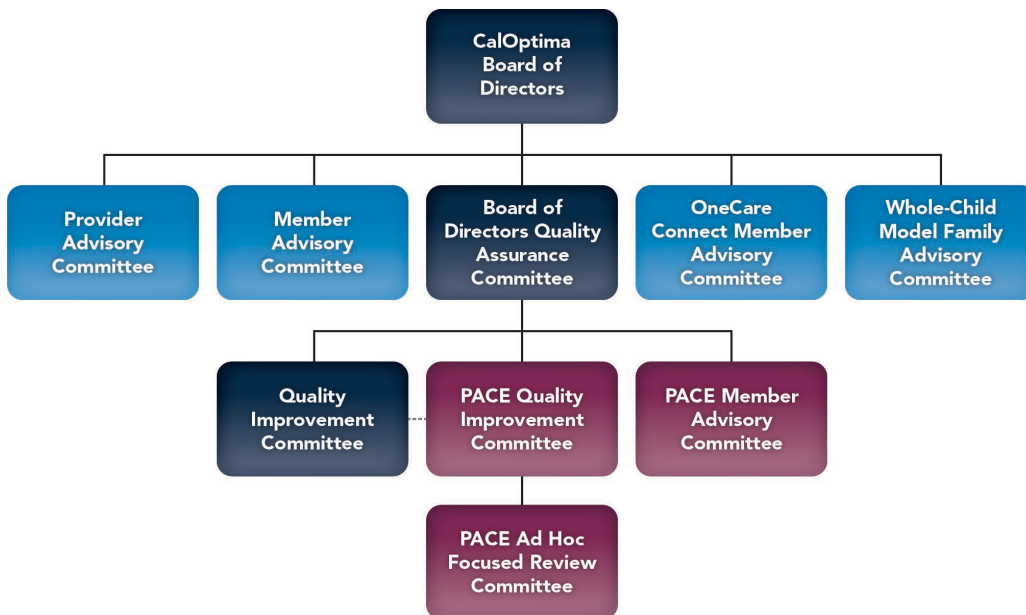 CalOptima
Board of
Directors
Provider
Advisory
Committee
Member
Advisory
Committee
Board of
Directors Quality
Assurance
Committee
OneCare
Connect Member
Advisory
Committee
Whole-Child
Model Family
Advisory
Committee
Quality
Improvement
Committee
PACE Quality
Improvement
Committee
PACE Member
Advisory
Committee
PACE Ad Hoc
Focused Review
Committee